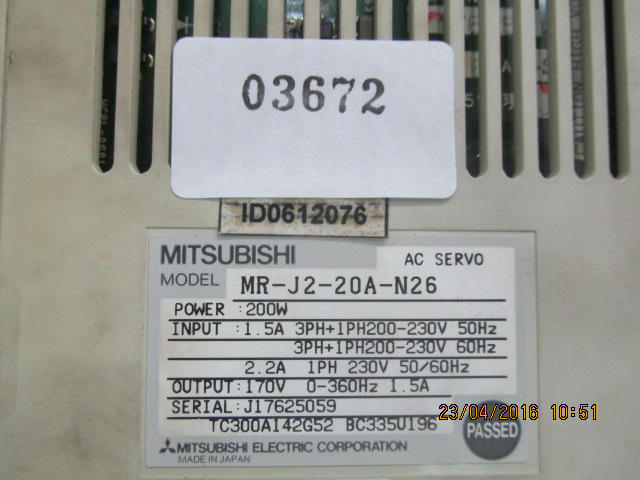 03672
ID0612076
MITSUBISHI AC SERVO
MODEL MR-J2-20A-N26
POWER :200W
INPUT :1.5A 3PH+1PH200-230V 50Hz
3PH+1PH200-230V 60Hz
2.2A 1PH 230V 50/60Hz
OUTPUT:170V 0-360Hz 1.5A
SERIAL:J17625059
TC300A142G52 BC335U196
MITSUBISHI ELECTRIC CORPORATION
MADE IN JAPAN
PASSED
23/04/2016 10:51